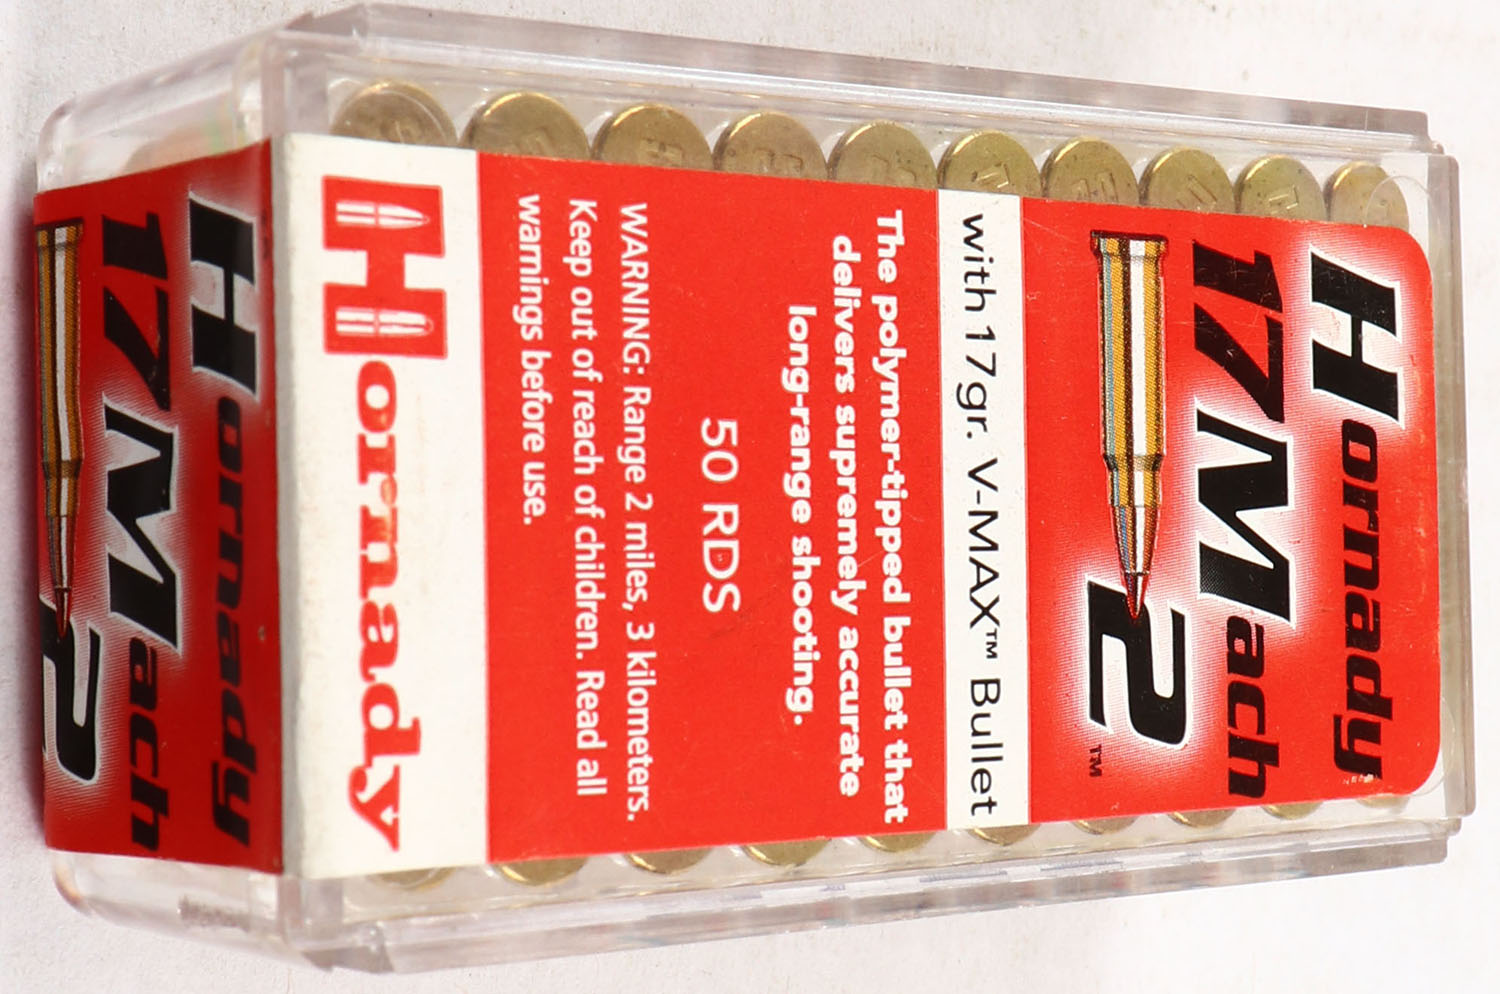 Hornady
17Mach
2™
with 17gr. V-MAX™ Bullet
The polymer-tipped bullet that
delivers supremely accurate
long-range shooting.
50 RDS
WARNING: Range 2 miles, 3 kilometers.
Keep out of reach of children. Read all
warnings before use.
Hornady
Hornady
17Mach
2